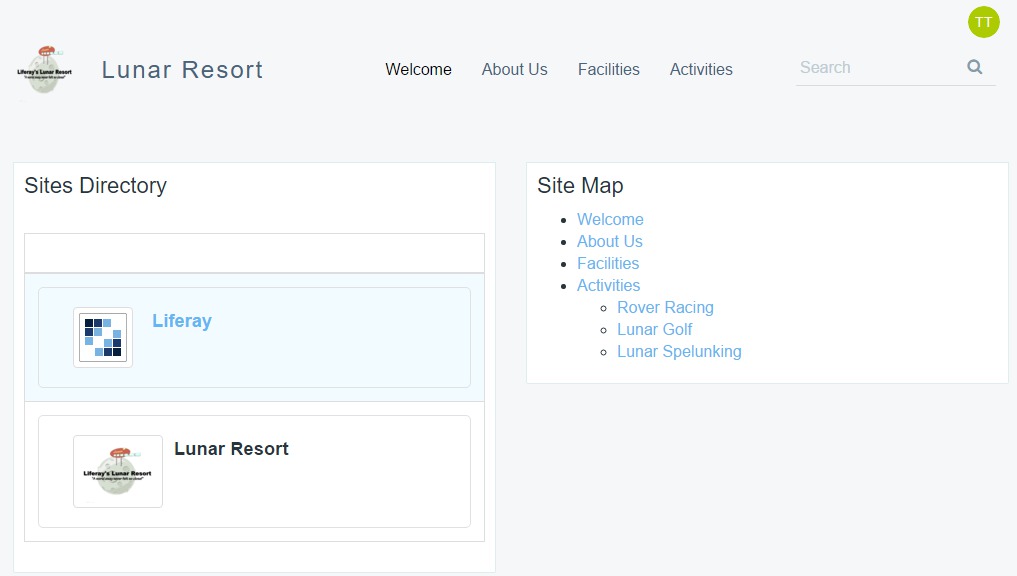 TT
Liferay's Lunar Resort
Lunar Resort
Welcome
About Us
Facilities
Activities
Search
Sites Directory
Liferay
Liferay's Lunar Resort
Lunar Resort
Site Map
Welcome
About Us
Facilities
Activities
Rover Racing
Lunar Golf
Lunar Spelunking